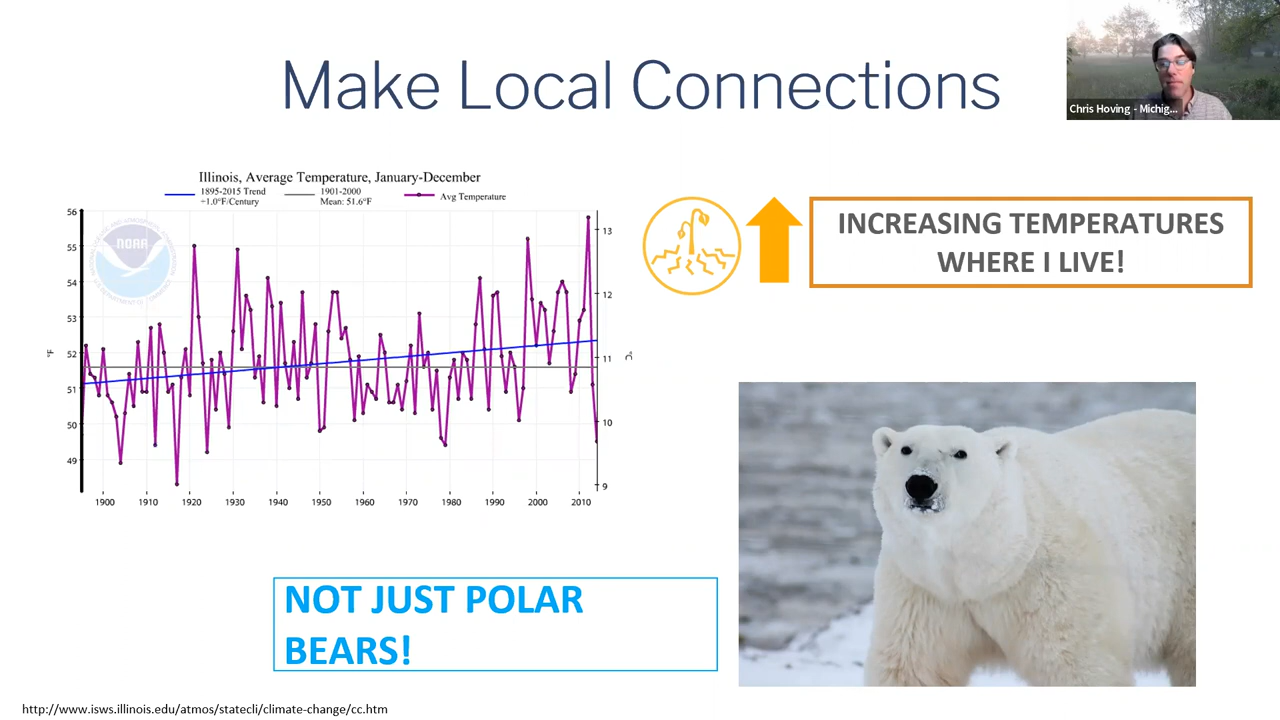 Make Local Connections
Chris Hoving - Michig...
Illinois, Average Temperature, January-December
1895-2015 Trend
+1.0°F/Century
1901-2000
Mean: 51.6°F
Avg Temperature
56
55
54
53
52
51
50
49
°F
13
12
11
10
9
°C
1900
1910
1920
1930
1940
1950
1960
1970
1980
1990
2000
2010
NOAA
INCREASING TEMPERATURES
WHERE I LIVE!
NOT JUST POLAR
BEARS!
http://www.isws.illinois.edu/atmos/statecli/climate-change/cc.htm